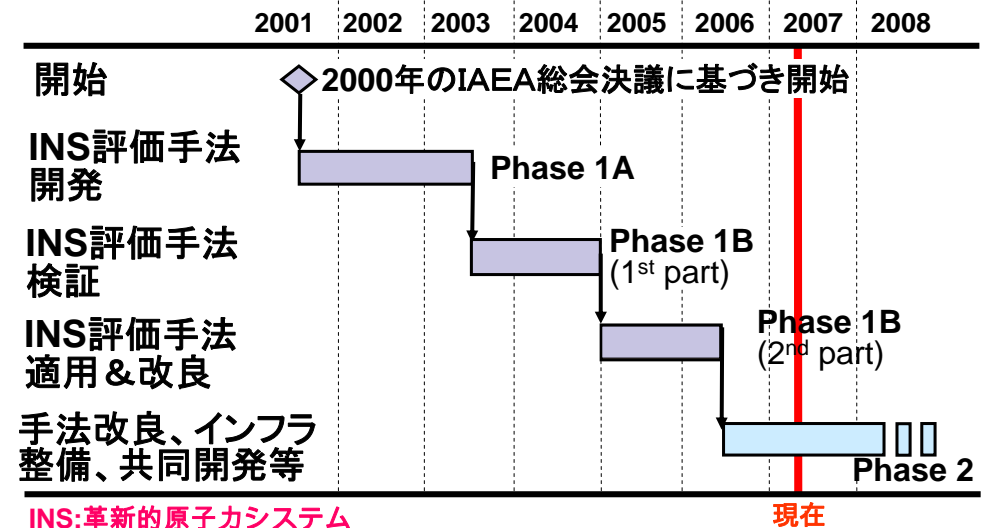 2001 2002 2003 2004 2005 2006 2007 2008
開始
2000年のIAEA総会決議に基づき開始
INS評価手法
開発
Phase 1A
INS評価手法
検証
Phase 1B
(1st part)
INS評価手法
適用＆改良
Phase 1B
(2nd part)
手法改良、インフラ
整備、共同開発等
Phase 2
INS:革新的原子力システム
現在